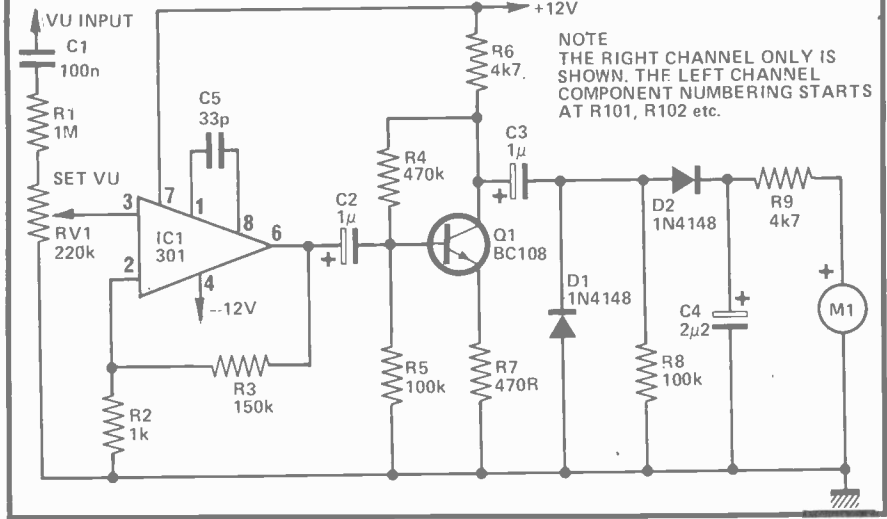 VU INPUT
C1
100n
R1
1M
SET VU
RV1
220k
C5
33p
3
7
1
8
6
2
4
IC1
301
--12V
R2
1k
R3
150k
C2
1µ
R4
470k
R5
100k
+12V
R6
4k7
Q1
BC108
R7
470R
C3
1µ
NOTE
THE RIGHT CHANNEL ONLY IS
SHOWN. THE LEFT CHANNEL
COMPONENT NUMBERING STARTS
AT R101, R102 etc.
D1
1N4148
D2
1N4148
R8
100k
C4
2µ2
R9
4k7
M1
+
+
+
+